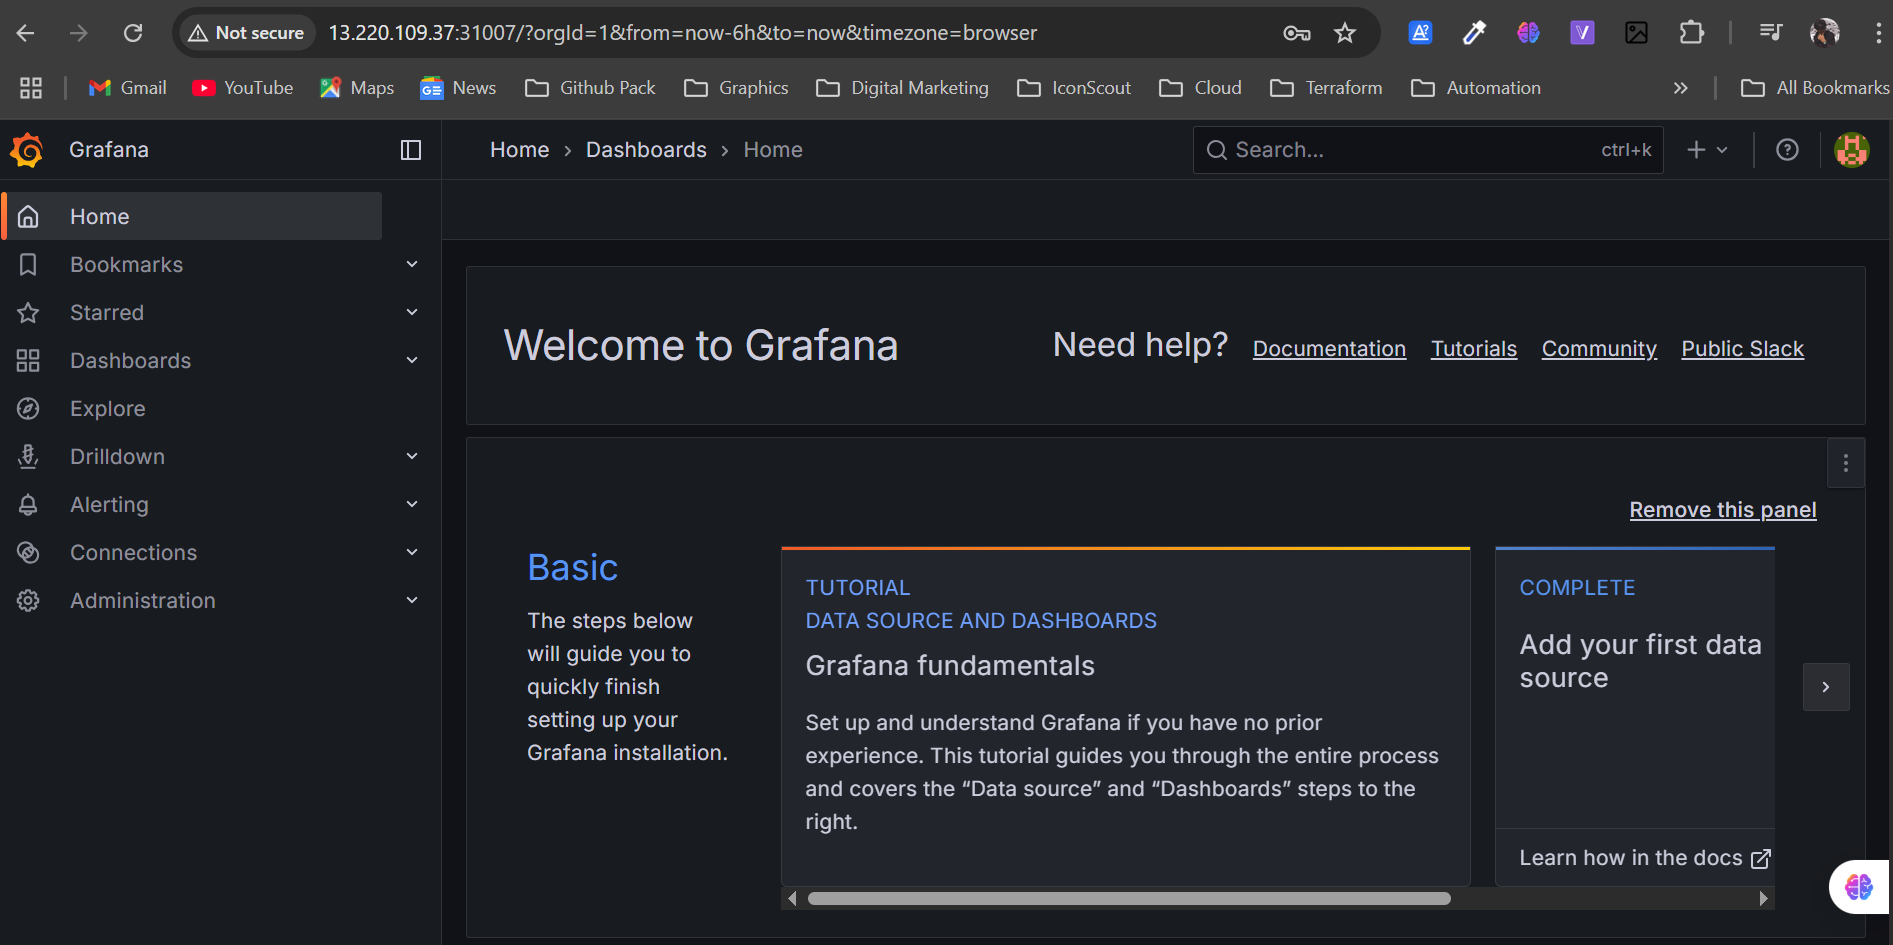 Not secure
13.220.109.37:31007/?orgId=1&from=now-6h&to=now&timezone=browser
Gmail
YouTube
Maps
News
Github Pack
Graphics
Digital Marketing
IconScout
Cloud
Terraform
Automation
»
All Bookmarks
Grafana
Home › Dashboards › Home
Search...
ctrl+k
Home
Bookmarks
Starred
Dashboards
Explore
Drilldown
Alerting
Connections
Administration
Welcome to Grafana
Need help?
Documentation
Tutorials
Community
Public Slack
Remove this panel
Basic
The steps below
will guide you to
quickly finish
setting up your
Grafana installation.
TUTORIAL
DATA SOURCE AND DASHBOARDS
Grafana fundamentals
Set up and understand Grafana if you have no prior
experience. This tutorial guides you through the entire process
and covers the “Data source” and “Dashboards” steps to the
right.
COMPLETE
Add your first data
source
Learn how in the docs